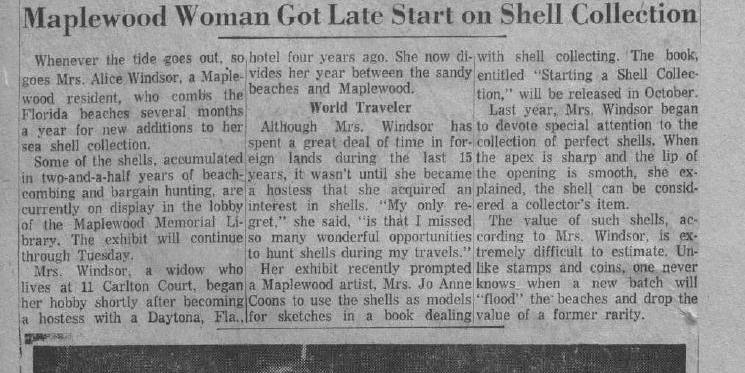 Maplewood Woman Got Late Start on Shell Collection
Whenever the tide goes out, so
goes Mrs. Alice Windsor, a Maple-
wood resident, who combs the
Florida beaches several months
a year for new additions to her
sea shell collection.
Some of the shells, accumulated
in two-and-a-half years of beach-
combing and bargain hunting, are
currently on display in the lobby
of the Maplewood Memorial Li-
brary. The exhibit will continue
through Tuesday.
Mrs. Windsor, a widow who
lives at 11 Carlton Court, began
her hobby shortly after becoming
a hostess with a Daytona, Fla.,
hotel four years ago. She now di-
vides her year between the sandy
beaches and Maplewood.
World Traveler
Although Mrs. Windsor has
spent a great deal of time in for-
eign lands during the last 15
years, it wasn't until she became
a hostess that she acquired an
interest in shells. "My only re-
gret," she said, "is that I missed
so many wonderful opportunities
to hunt shells during my travels."
Her exhibit recently prompted
a Maplewood artist, Mrs. Jo Anne
Coons to use the shells as models
for sketches in a book dealing
with shell collecting. The book,
entitled "Starting a Shell Collec-
tion," will be released in October.
Last year, Mrs. Windsor began
to devote special attention to the
collection of perfect shells. When
the apex is sharp and the lip of
the opening is smooth, she ex-
plained, the shell can be consid-
ered a collector's item.
The value of such shells, ac-
cording to Mrs. Windsor, is ex-
tremely difficult to estimate. Un-
like stamps and coins, one never
knows when a new batch will
"flood" the beaches and drop the
value of a former rarity.